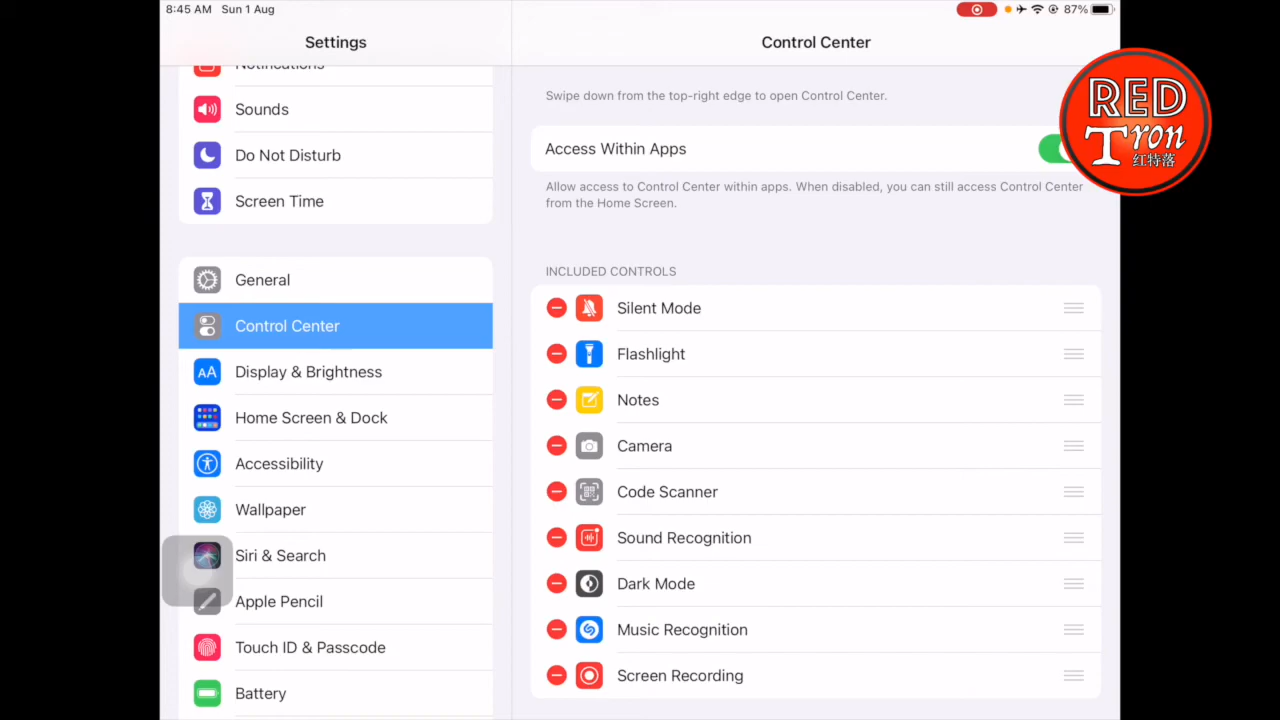 8:45 AM Sun 1 Aug
87%
Settings
Control Center
Notifications
Sounds
Do Not Disturb
Screen Time
General
Control Center
Display & Brightness
Home Screen & Dock
Accessibility
Wallpaper
Siri & Search
Apple Pencil
Touch ID & Passcode
Battery
Swipe down from the top-right edge to open Control Center.
Access Within Apps
Allow access to Control Center within apps. When disabled, you can still access Control Center
from the Home Screen.
INCLUDED CONTROLS
Silent Mode
Flashlight
Notes
Camera
Code Scanner
Sound Recognition
Dark Mode
Music Recognition
Screen Recording
RED
Tron
红特落
AA